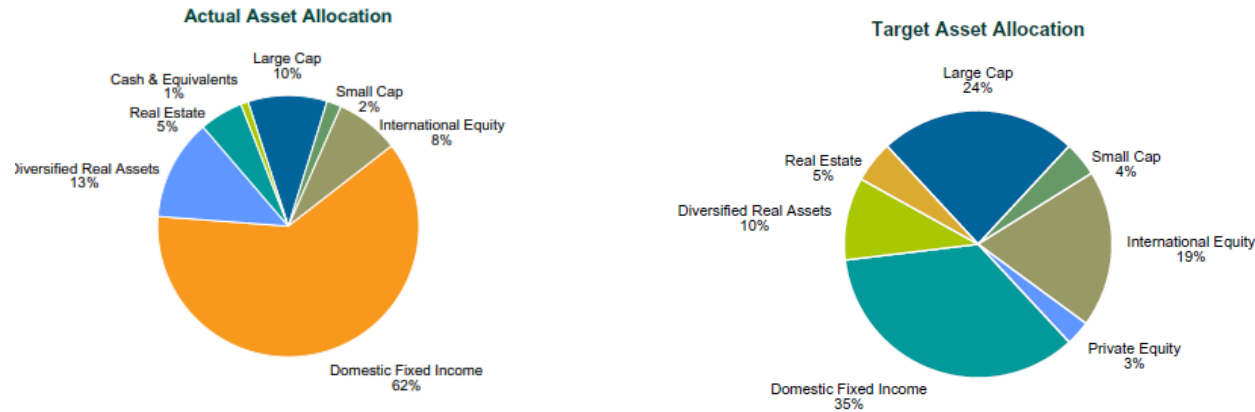 Actual Asset Allocation
Large Cap
10%
Cash & Equivalents
1%
Small Cap
2%
Real Estate
5%
International Equity
8%
Diversified Real Assets
13%
Domestic Fixed Income
62%
Target Asset Allocation
Large Cap
24%
Small Cap
4%
Real Estate
5%
Diversified Real Assets
10%
International Equity
19%
Private Equity
3%
Domestic Fixed Income
35%